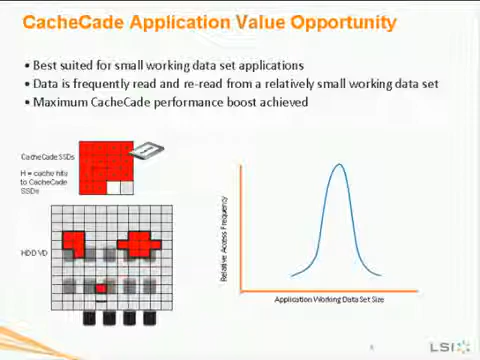 CacheCade Application Value Opportunity
• Best suited for small working data set applications
• Data is frequently read and re-read from a relatively small working data set
• Maximum CacheCade performance boost achieved
CacheCade SSDs
H = cache hits
to CacheCade
SSDs
HDD VD
Relative Access Frequency
Application Working Data Set Size
LSI